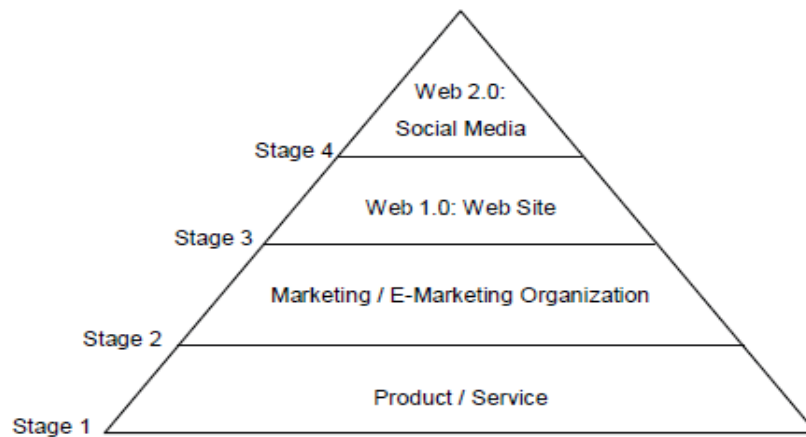 Web 2.0:
Social Media
Stage 4
Web 1.0: Web Site
Stage 3
Marketing / E-Marketing Organization
Stage 2
Product / Service
Stage 1